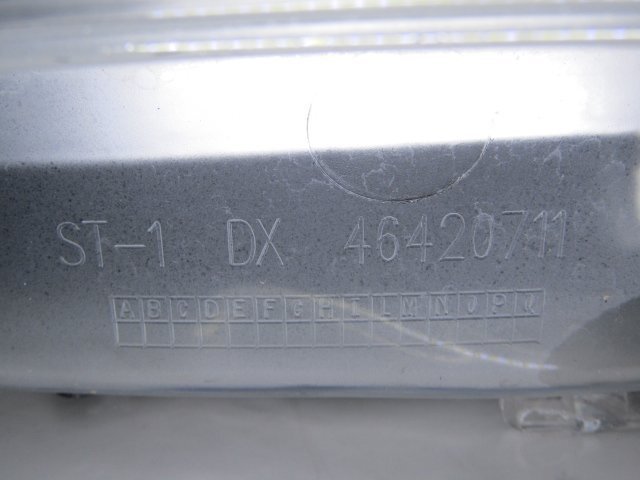 ST-1 DX 46420711
A B C D E F G H I L M N O P Q